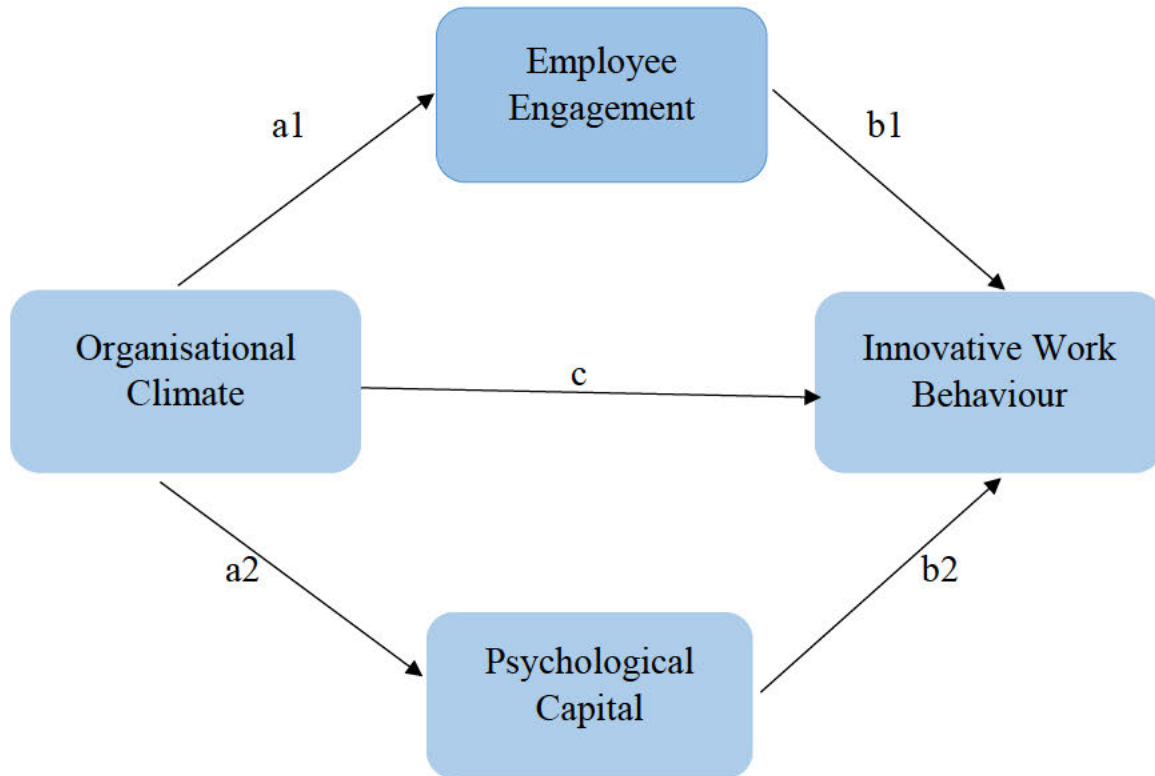 Employee
Engagement
a1
b1
Organisational
Climate
c
Innovative Work
Behaviour
a2
b2
Psychological
Capital